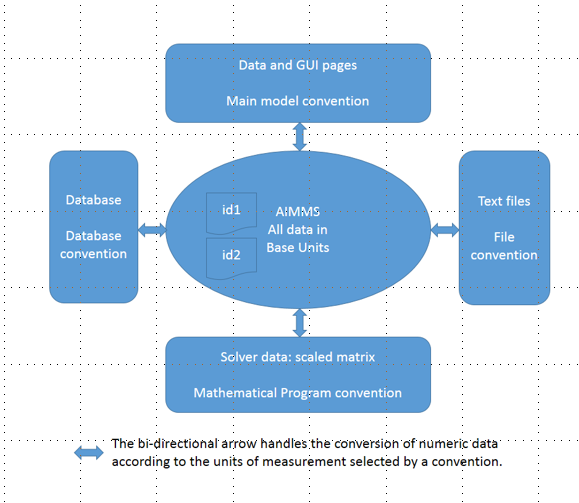 Data and GUI pages
Main model convention
Database
Database
convention
id1
id2
AIMMS
All data in
Base Units
Text files
File
convention
Solver data: scaled matrix
Mathematical Program convention
The bi-directional arrow handles the conversion of numeric data
according to the units of measurement selected by a convention.